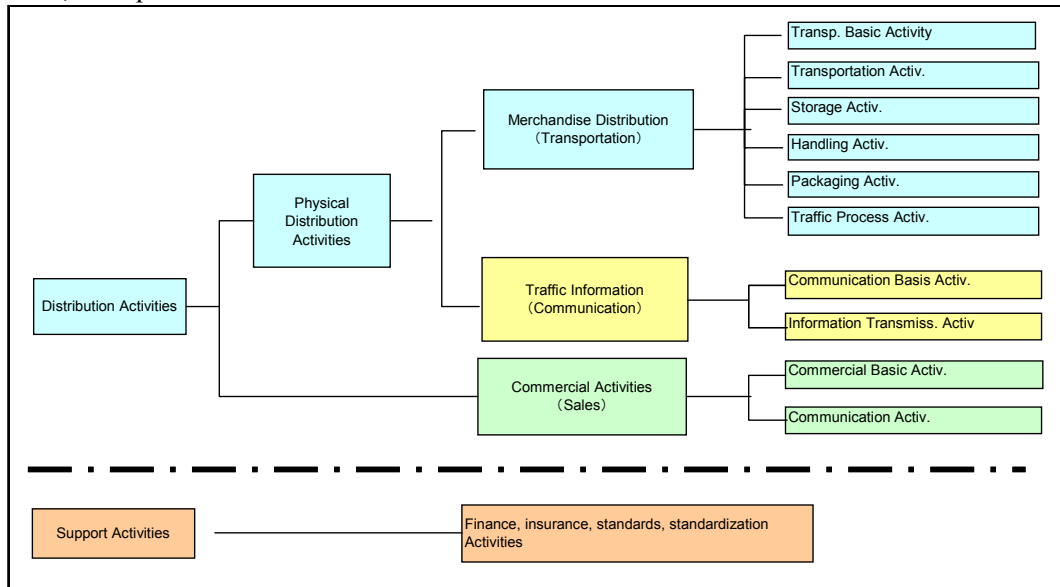 Transp. Basic Activity
Transportation Activ.
Storage Activ.
Merchandise Distribution
（Transportation）
Handling Activ.
Packaging Activ.
Traffic Process Activ.
Physical
Distribution
Activities
Distribution Activities
Traffic Information
（Communication）
Communication Basis Activ.
Information Transmiss. Activ
Commercial Activities
（Sales）
Commercial Basic Activ.
Communication Activ.
Support Activities
Finance, insurance, standards, standardization
Activities